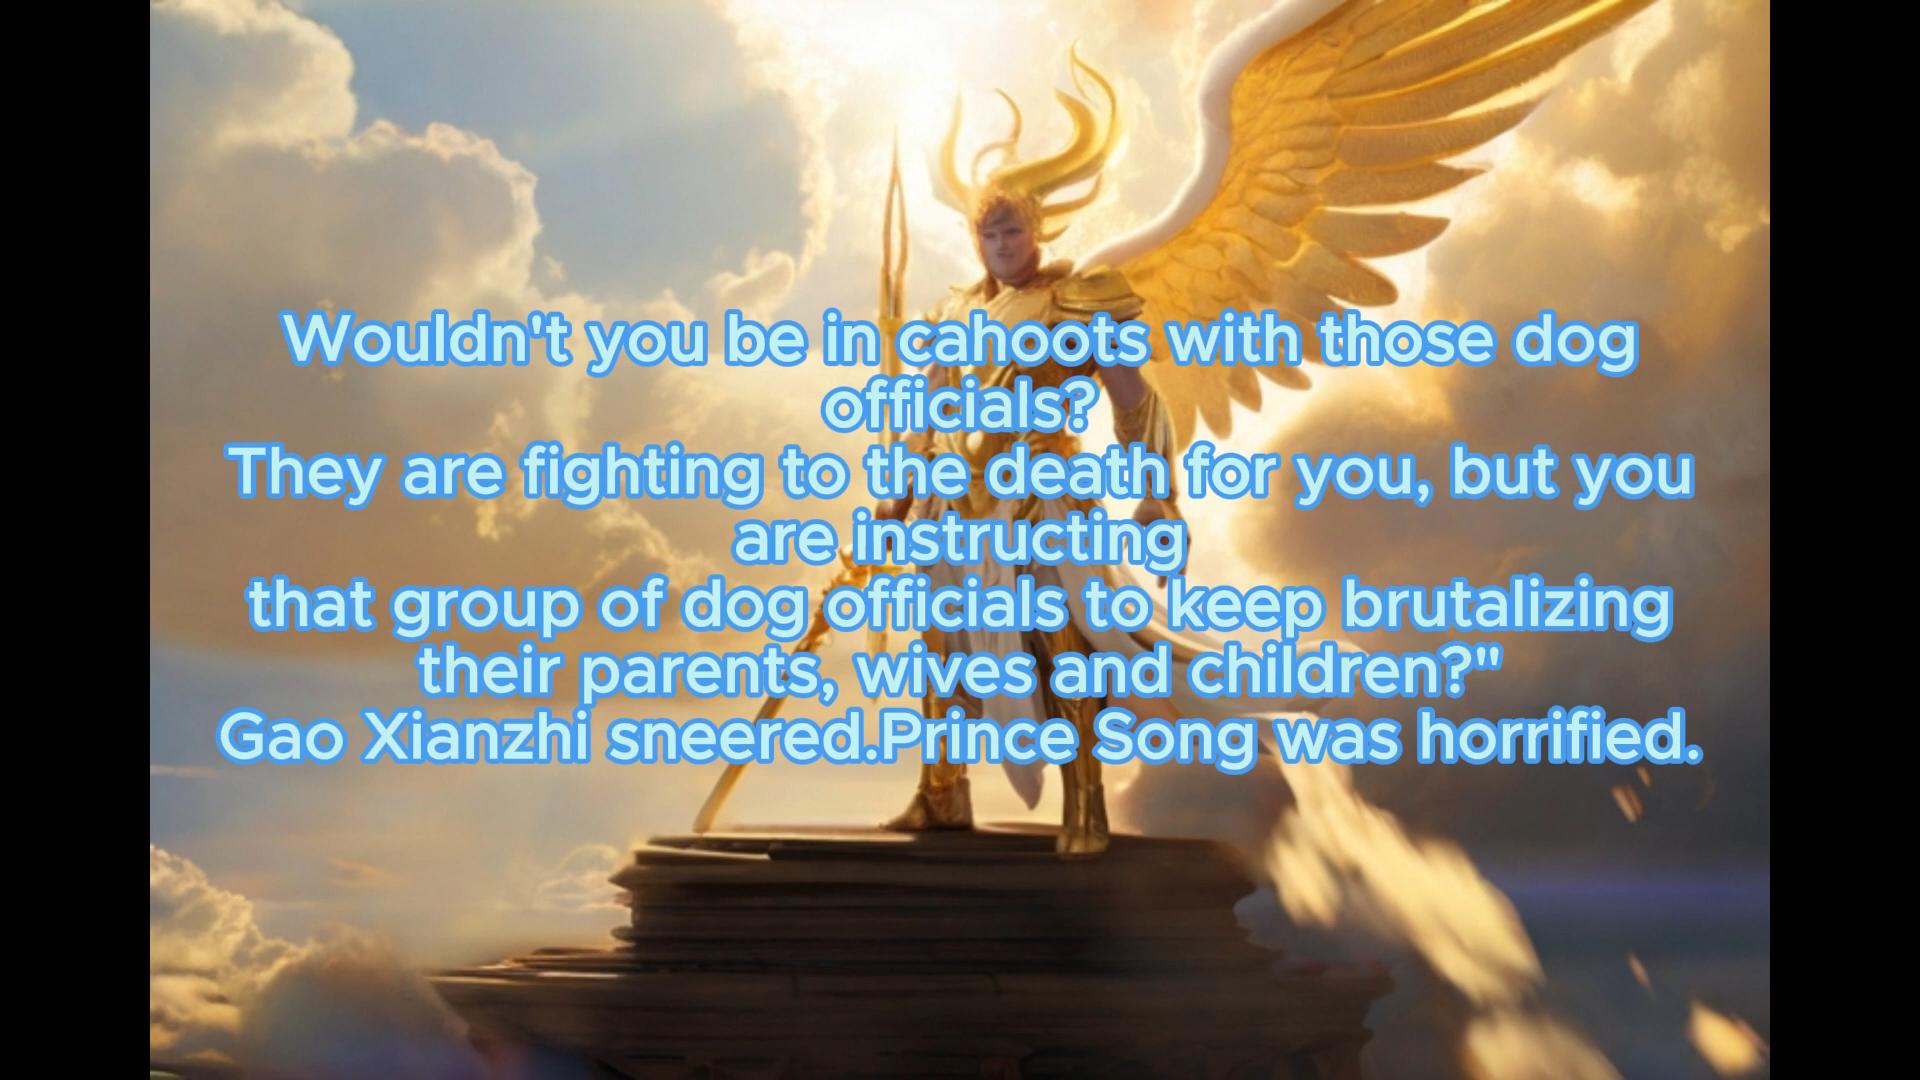 Wouldn't you be in cahoots with those dog
officials?
They are fighting to the death for you, but you
are instructing
that group of dog officials to keep brutalizing
their parents, wives and children?"
Gao Xianzhi sneered.Prince Song was horrified.